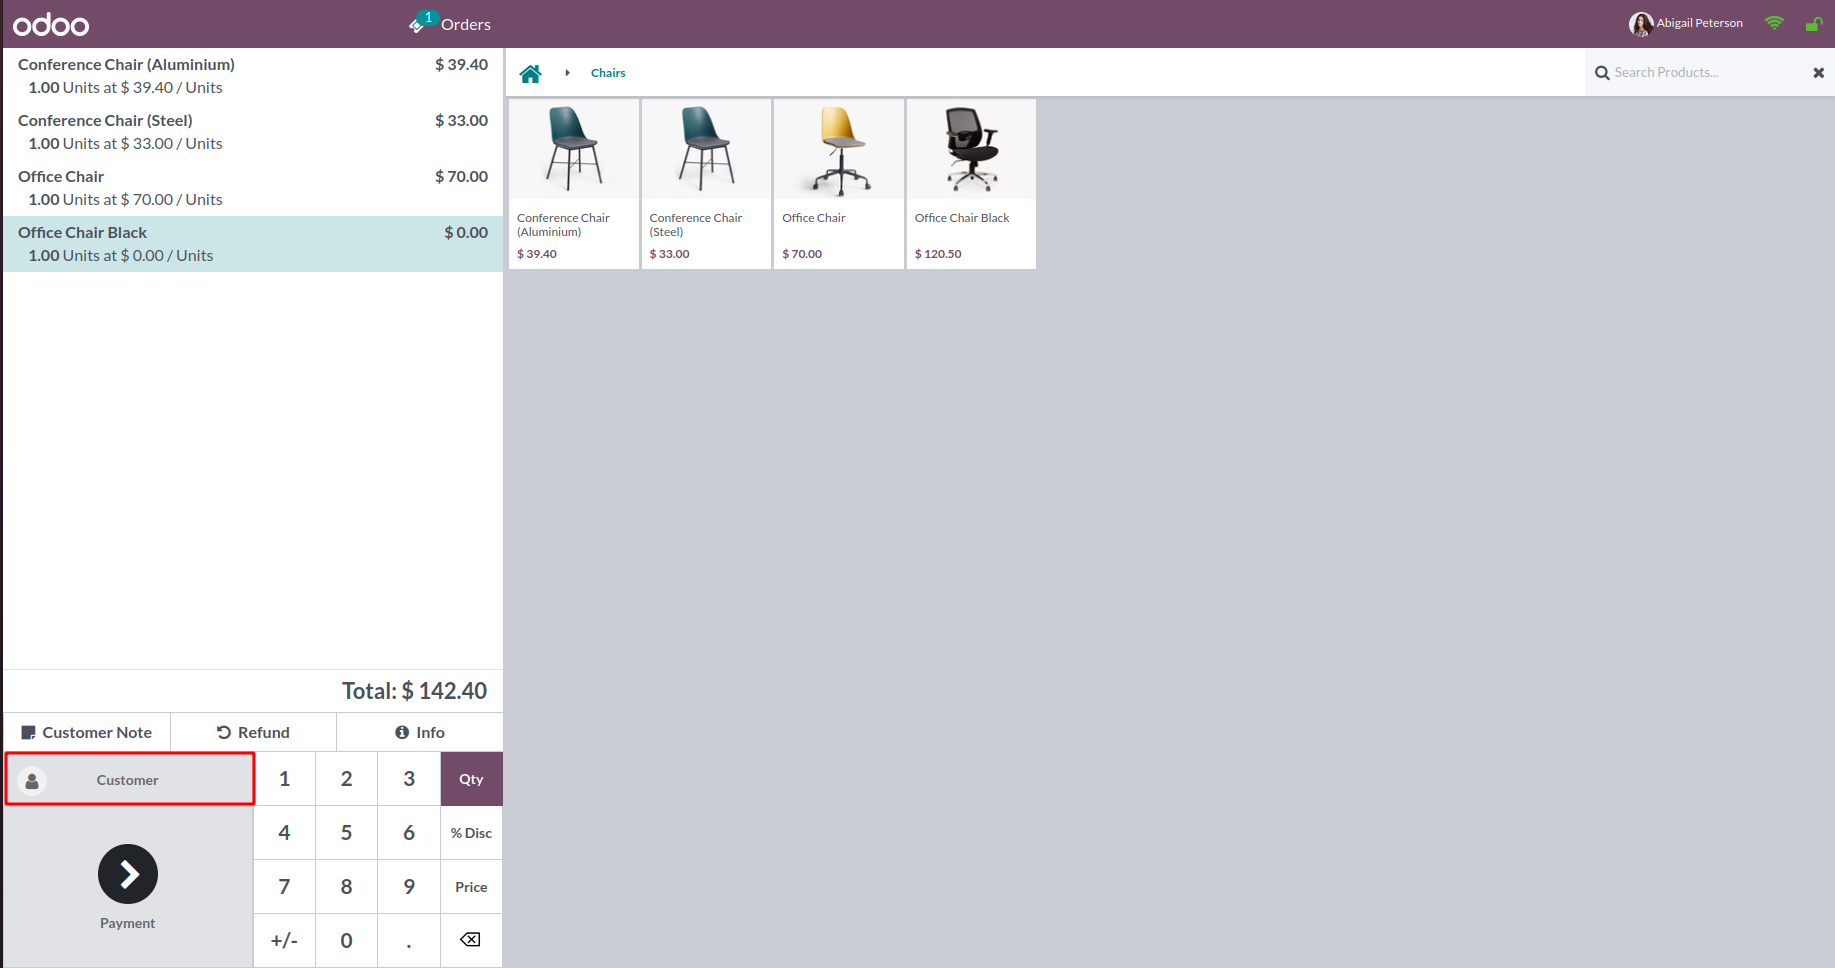 odoo
1
Orders
Abigail Peterson
Conference Chair (Aluminium) $ 39.40
1.00 Units at $ 39.40 / Units
Conference Chair (Steel) $ 33.00
1.00 Units at $ 33.00 / Units
Office Chair $ 70.00
1.00 Units at $ 70.00 / Units
Office Chair Black $ 0.00
1.00 Units at $ 0.00 / Units
Total: $ 142.40
Customer Note Refund Info
Customer
Payment
1 2 3 Qty
4 5 6 % Disc
7 8 9 Price
+/- 0 .
Chairs
Search Products...
Conference Chair
(Aluminium)
$ 39.40
Conference Chair
(Steel)
$ 33.00
Office Chair
$ 70.00
Office Chair Black
$ 120.50